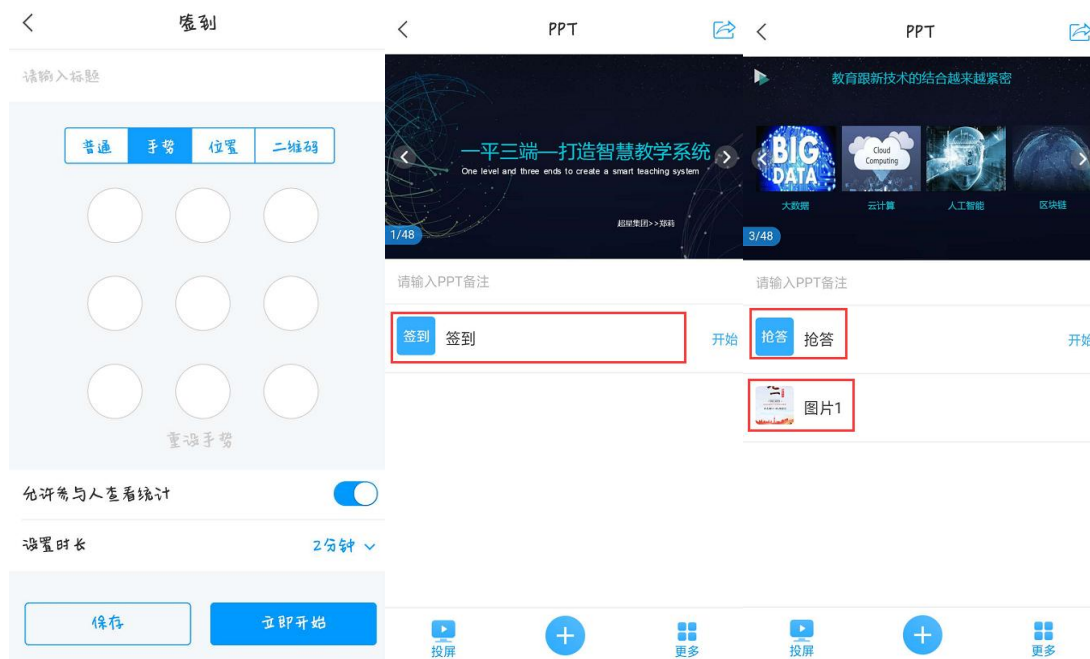 签到
请输入标题
普通 手势 位置 二维码
重设手势
允许参与人查看统计
设置时长 2分钟
保存 立即开始
PPT
一平三端—打造智慧教学系统
One level and three ends to create a smart teaching system
超星集团>>郑莉
1/48
请输入PPT备注
签到 签到 开始
投屏 更多
PPT
教育跟新技术的结合越来越紧密
BIG DATA
Cloud
Computing
大数据 云计算 人工智能 区块链
3/48
请输入PPT备注
抢答 抢答 开始
图片1
投屏 更多